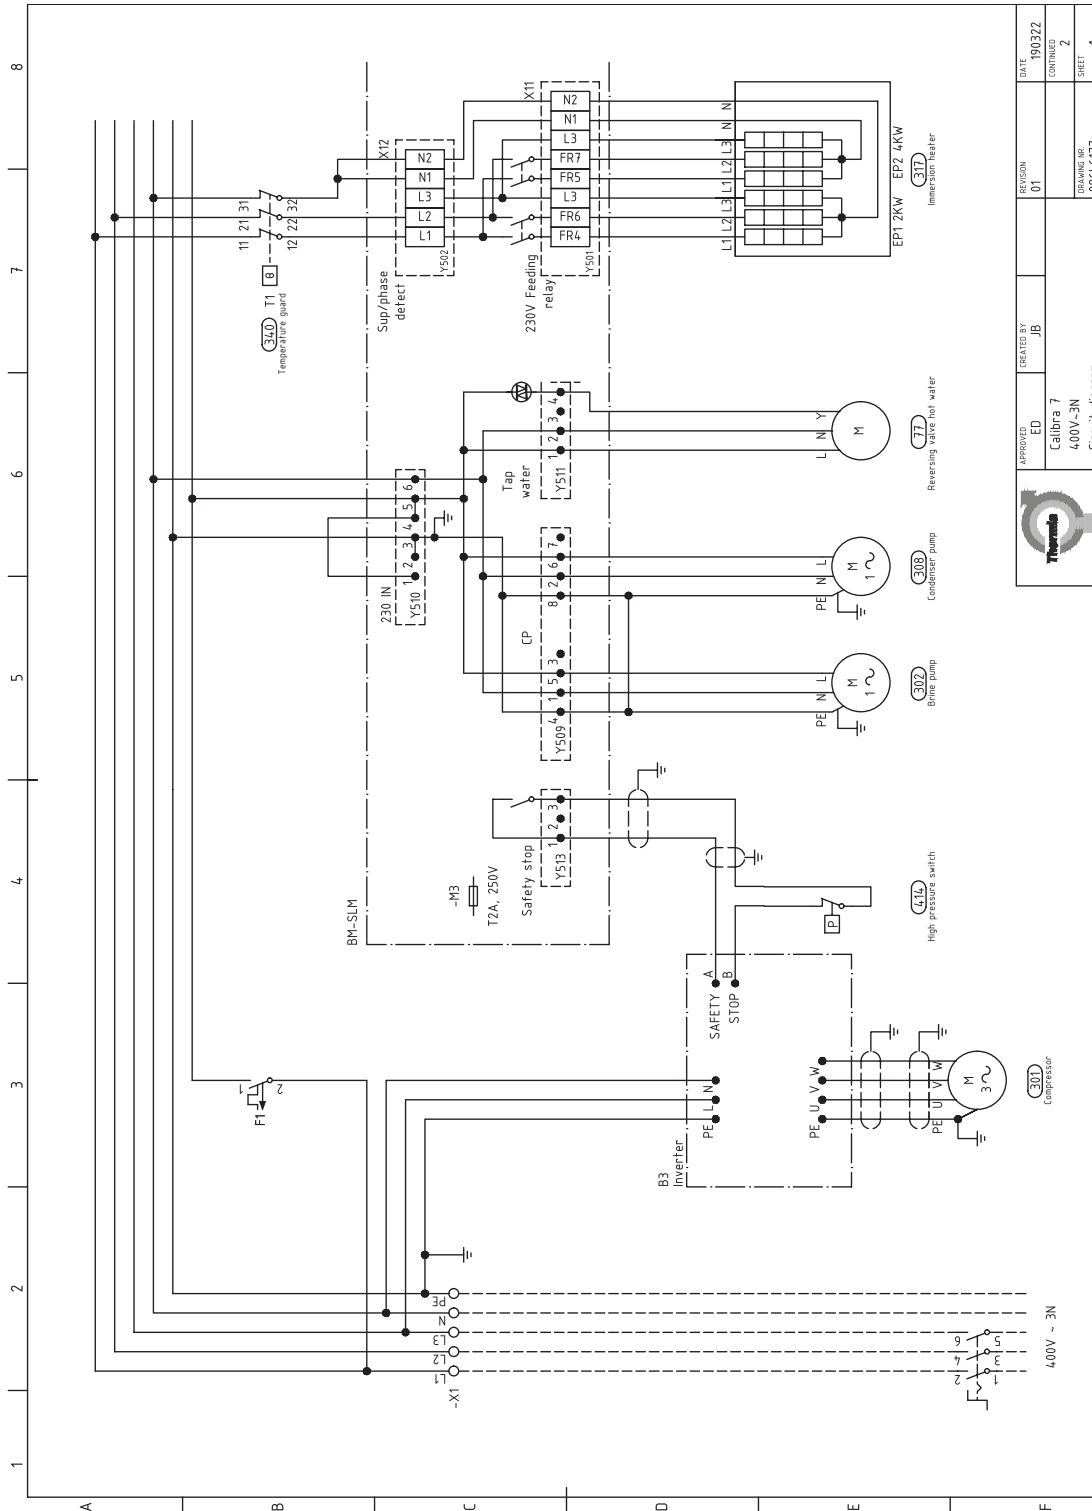 1
2
3
4
5
6
7
8
A
B
C
D
E
F
-X1
L1
L2
L3
N
PE
2
4
6
1
3
5
400V ~ 3N
F1
1
2
B3
Inverter
PE L N
SAFETY A
STOP B
PE U V W
PE U V W
M
3
301
Compressor
BM-SLM
-M3
T2A, 250V
Safety stop
1 2 3
Y513
P
414
High pressure switch
CP
4 1 5 3
8 2 6 7
Y509
PE N L
M
1
302
Brine pump
PE N L
M
1
308
Condenser pump
230 IN
1 2 3 4 5 6
Y510
Tap
water
1 2 3 4
Y511
L N Y
M
77
Reversing valve hot water
340
T1
θ
Temperature guard
11 21 31
12 22 32
Sup/phase
detect
X12
L1
L2
L3
N1
N2
Y502
230V Feeding
relay
X11
FR4
FR6
L3
FR5
FR7
L3
N1
N2
Y501
L1 L2 L3 L1 L2 L3 N N
EP1 2KW
EP2 4KW
317
Immersion heater
Thermia
APPROVED
ED
CREATED BY
JB
REVISION
01
DATE
190322
Calibra 7
400V~3N
DRAWING NR.
CONTINUED
2
SHEET